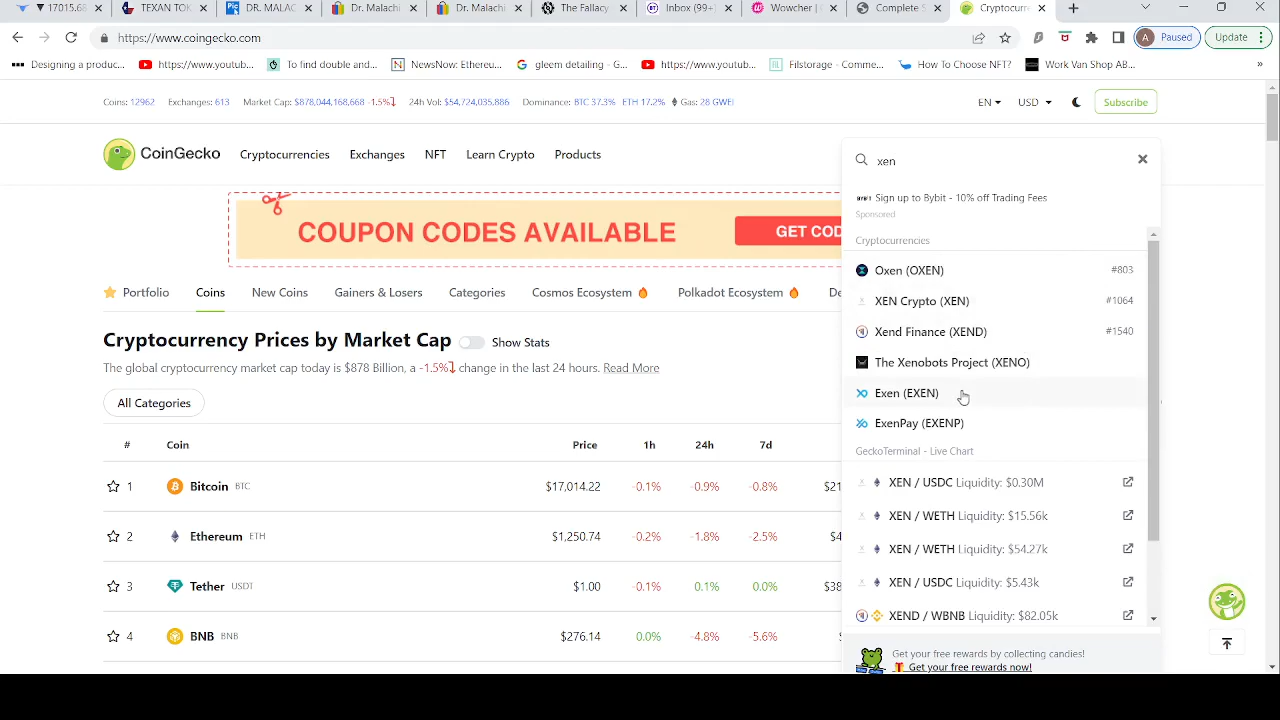 17015.68
TEXAN TOK
DR. MALAC
Dr. Malachi
Dr. Malachi
The Fallacy
Inbox (99+)
Wowcher |
Complete S
Cryptocurr
https://www.coingecko.com
A Paused
Update
Designing a produc...
https://www.youtub...
To find double and...
NewsNow: Ethereu...
gleem detailing - G...
https://www.youtub...
Filstorage - Comme...
How To Choose NFT?
Work Van Shop AB...
»
Coins: 12962 Exchanges: 613 Market Cap: $878,044,168,668 -1.5% 24h Vol: $54,724,035,886 Dominance: BTC 37.3% ETH 17.2% Gas: 28 GWEI
EN USD Subscribe
CoinGecko Cryptocurrencies Exchanges NFT Learn Crypto Products
xen
Sign up to Bybit - 10% off Trading Fees
Sponsored
COUPON CODES AVAILABLE GET COD
Cryptocurrencies
Oxen (OXEN) #803
XEN Crypto (XEN) #1064
Xend Finance (XEND) #1540
The Xenobots Project (XENO)
Exen (EXEN)
ExenPay (EXENP)
GeckoTerminal - Live Chart
XEN / USDC Liquidity: $0.30M
XEN / WETH Liquidity: $15.56k
XEN / WETH Liquidity: $54.27k
XEN / USDC Liquidity: $5.43k
XEND / WBNB Liquidity: $82.05k
Get your free rewards by collecting candies!
Get your free rewards now!
Portfolio Coins New Coins Gainers & Losers Categories Cosmos Ecosystem Polkadot Ecosystem De
Cryptocurrency Prices by Market Cap Show Stats
The global cryptocurrency market cap today is $878 Billion, a -1.5% change in the last 24 hours. Read More
All Categories
# Coin Price 1h 24h 7d
1 Bitcoin BTC $17,014.22 -0.1% -0.9% -0.8% $21
2 Ethereum ETH $1,250.74 -0.2% -1.8% -2.5% $4
3 Tether USDT $1.00 -0.1% 0.1% 0.0% $38
4 BNB BNB $276.14 0.0% -4.8% -5.6% $